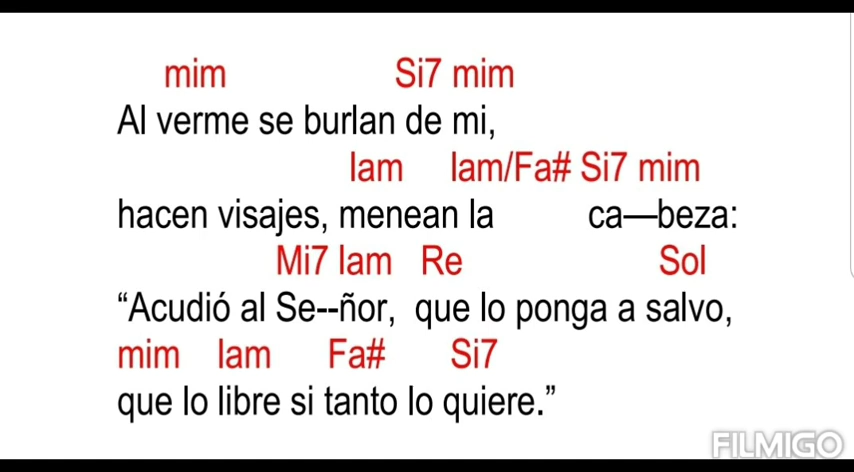 mim Si7 mim
Al verme se burlan de mi,
lam lam/Fa# Si7 mim
hacen visajes, menean la ca—beza:
Mi7 lam Re Sol
“Acudió al Se--ñor, que lo ponga a salvo,
mim lam Fa# Si7
que lo libre si tanto lo quiere.”
FILMIGO